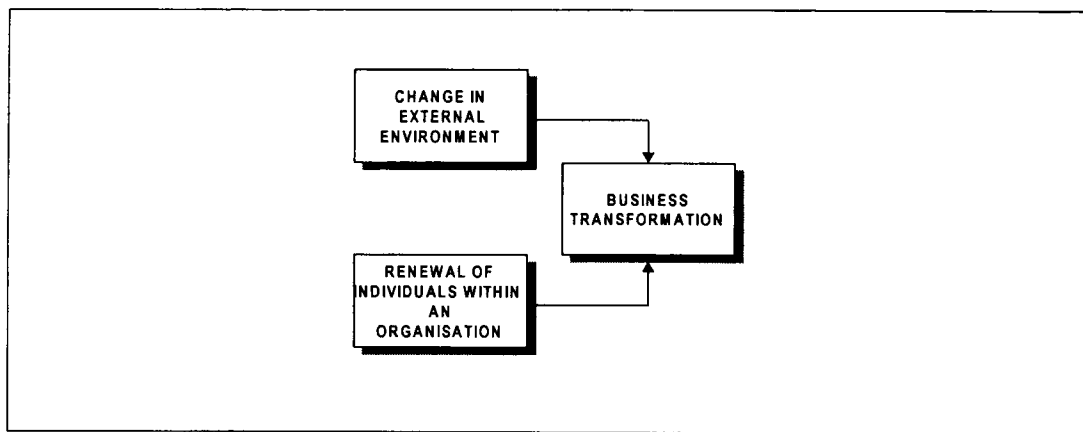 CHANGE IN
EXTERNAL
ENVIRONMENT
BUSINESS
TRANSFORMATION
RENEWAL OF
INDIVIDUALS WITHIN
AN
ORGANISATION